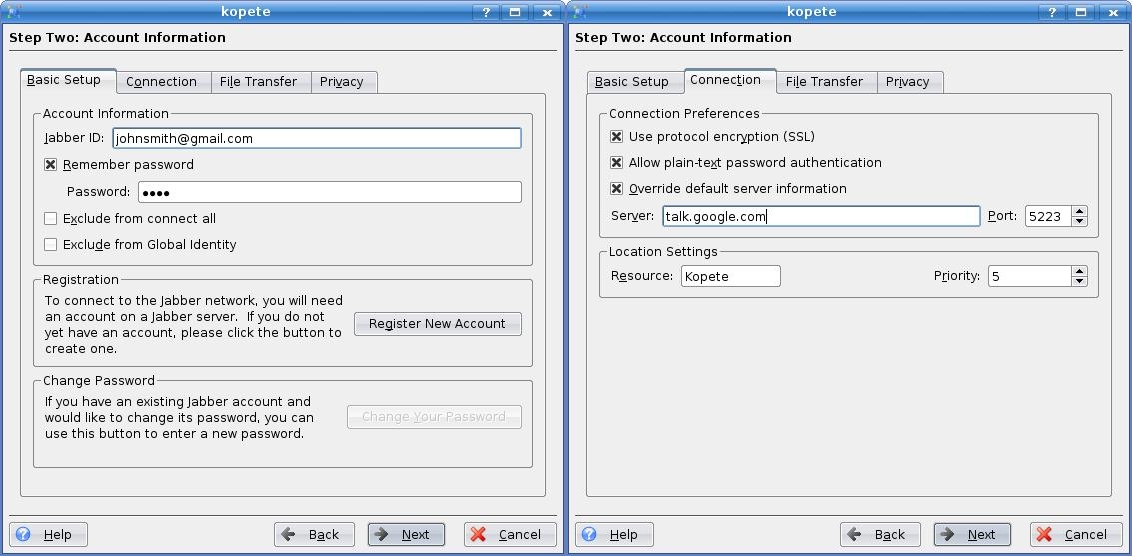 kopete
Step Two: Account Information
Basic Setup Connection File Transfer Privacy
Account Information
Jabber ID: johnsmith@gmail.com
Remember password
Password: ••••
Exclude from connect all
Exclude from Global Identity
Registration
To connect to the Jabber network, you will need
an account on a Jabber server. If you do not
yet have an account, please click the button to
create one.
Register New Account
Change Password
If you have an existing Jabber account and
would like to change its password, you can
use this button to enter a new password.
Change Your Password
Help Back Next Cancel
kopete
Step Two: Account Information
Basic Setup Connection File Transfer Privacy
Connection Preferences
Use protocol encryption (SSL)
Allow plain-text password authentication
Override default server information
Server: talk.google.com Port: 5223
Location Settings
Resource: Kopete Priority: 5
Help Back Next Cancel